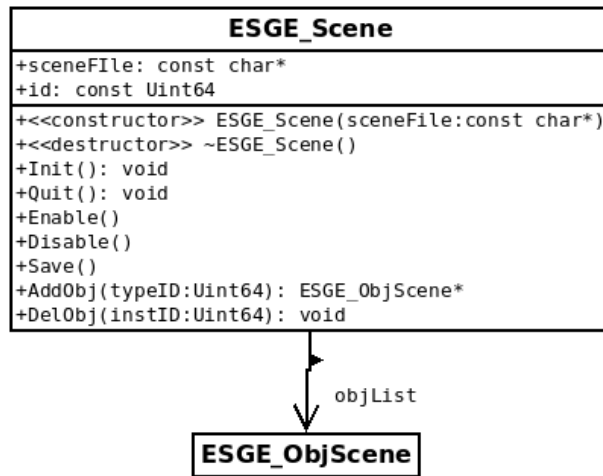 ESGE_Scene
+sceneFIle: const char*
+id: const Uint64
+<<constructor>> ESGE_Scene(sceneFile:const char*)
+<<destructor>> ~ESGE_Scene()
+Init(): void
+Quit(): void
+Enable()
+Disable()
+Save()
+AddObj(typeID:Uint64): ESGE_ObjScene*
+DelObj(instID:Uint64): void
objList
ESGE_ObjScene